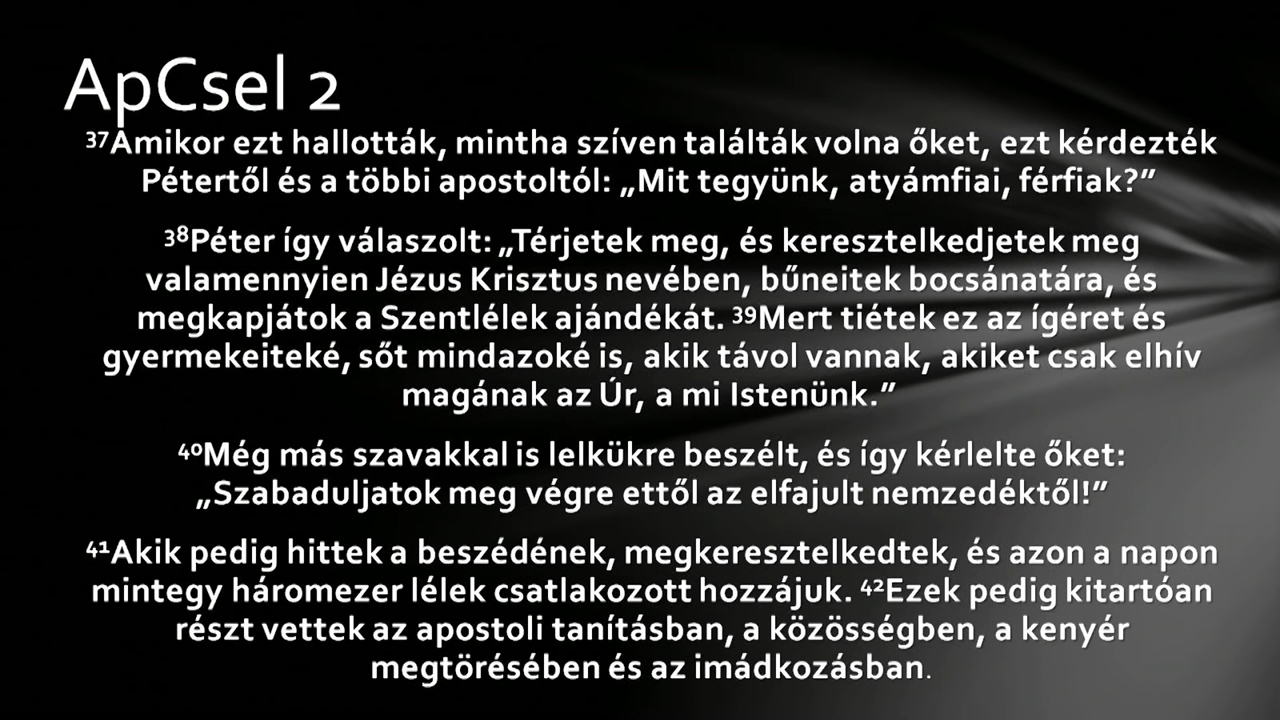 ApCsel 2
³⁷Amikor ezt hallották, mintha szíven találták volna őket, ezt kérdezték
Pétertől és a többi apostoltól: „Mit tegyünk, atyámfiai, férfiak?”
³⁸Péter így válaszolt: „Térjetek meg, és keresztelkedjetek meg
valamennyien Jézus Krisztus nevében, bűneitek bocsánatára, és
megkapjátok a Szentlélek ajándékát. ³⁹Mert tiétek ez az ígéret és
gyermekeiteké, sőt mindazoké is, akik távol vannak, akiket csak elhív
magának az Úr, a mi Istenünk.”
⁴⁰Még más szavakkal is lelkükre beszélt, és így kérlelte őket:
„Szabaduljatok meg végre ettől az elfajult nemzedéktől!”
⁴¹Akik pedig hittek a beszédének, megkeresztelkedtek, és azon a napon
mintegy háromezer lélek csatlakozott hozzájuk. ⁴²Ezek pedig kitartóan
részt vettek az apostoli tanításban, a közösségben, a kenyér
megtörésében és az imádkozásban.